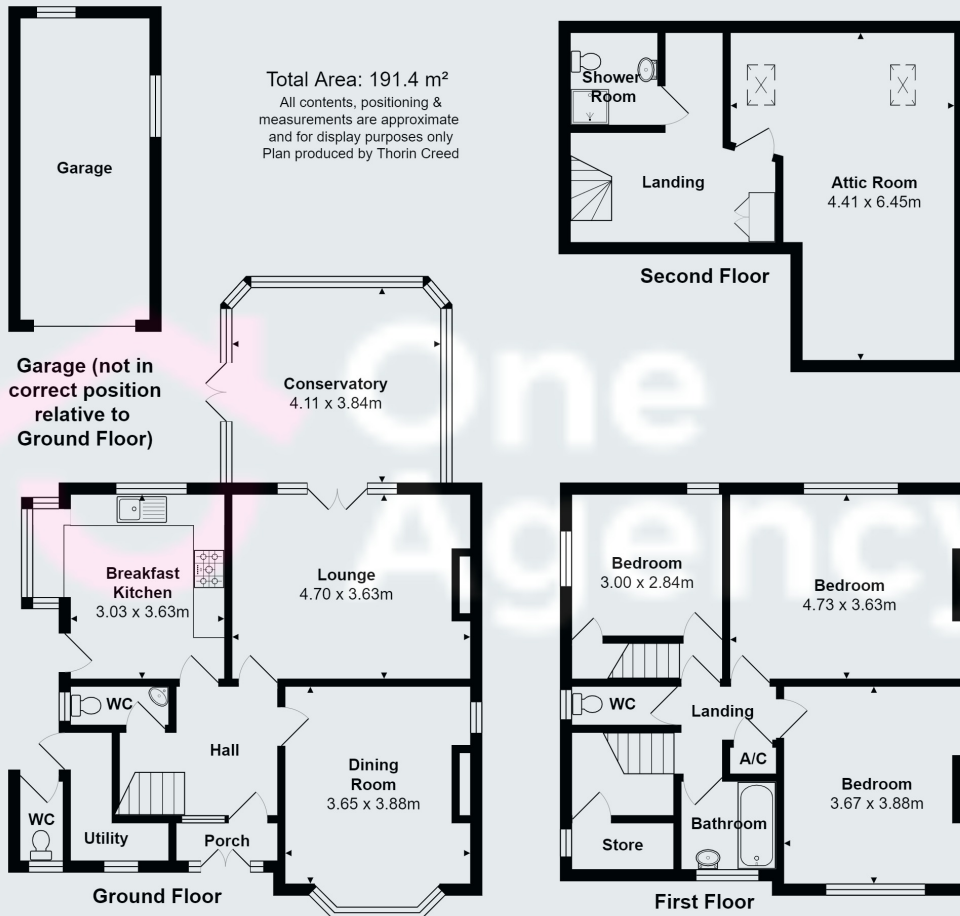 Garage
Total Area: 191.4 m²
All contents, positioning &
measurements are approximate
and for display purposes only
Plan produced by Thorin Creed
Garage (not in
correct position
relative to
Ground Floor)
Shower
Room
Landing
Attic Room
4.41 x 6.45m
Second Floor
One
Agency
Conservatory
4.11 x 3.84m
Breakfast
Kitchen
3.03 x 3.63m
Lounge
4.70 x 3.63m
WC
Hall
Dining
Room
3.65 x 3.88m
WC
Utility
Porch
Ground Floor
Bedroom
3.00 x 2.84m
Bedroom
4.73 x 3.63m
WC
Landing
A/C
Bedroom
3.67 x 3.88m
Bathroom
Store
First Floor